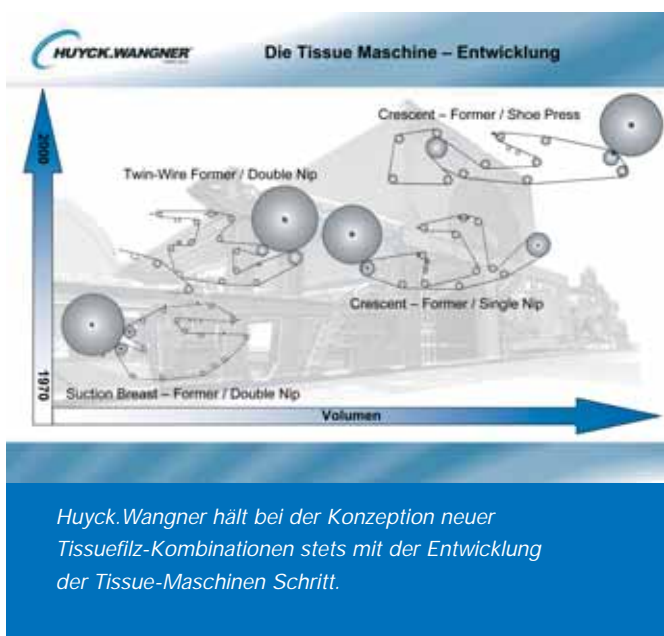 HUYCK.WANGNER
Die Tissue Maschine – Entwicklung
2000
Crescent – Former / Shoe Press
Twin-Wire Former / Double Nip
Crescent – Former / Single Nip
1970
Suction Breast – Former / Double Nip
Volumen
Huyck.Wangner hält bei der Konzeption neuer
Tissuefilz-Kombinationen stets mit der Entwicklung
der Tissue-Maschinen Schritt.